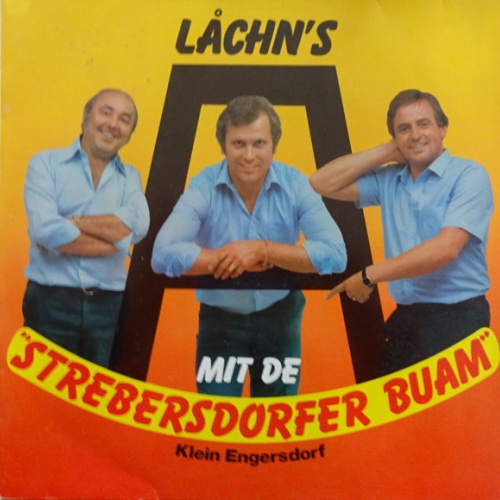 LÅCHN'S
A
MIT DE
"STREBERSDORFER BUAM"
Klein Engersdorf